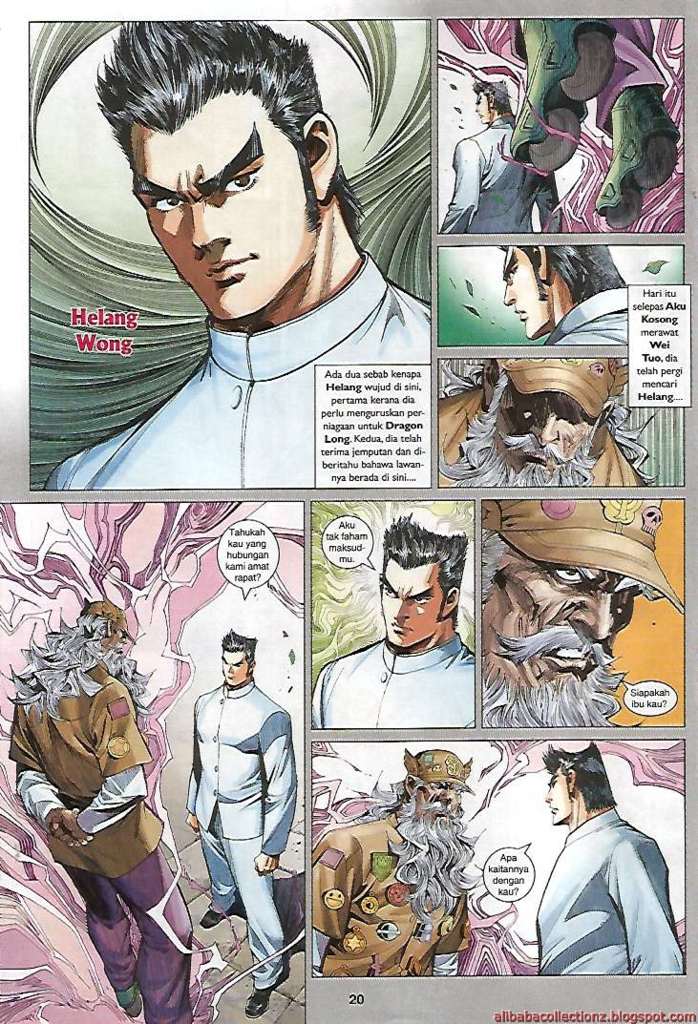 Helang
Wong
Ada dua sebab kenapa
Helang wujud di sini,
pertama kerana dia
perlu menguruskan per-
niagaan untuk Dragon
Long. Kedua, dia telah
terima jemputan dan di-
beritahu bahawa lawan-
nya berada di sini....
Hari itu
selepas Aku
Kosong
merawat
Wei
Tuo, dia
telah pergi
mencari
Helang....
Tahukah
kau yang
hubungan
kami amat
rapat?
Aku
tak faham
maksud-
mu.
Siapakah
ibu kau?
Apa
kaitannya
dengan
kau?
20
alibabacollectionz.blogspot.com